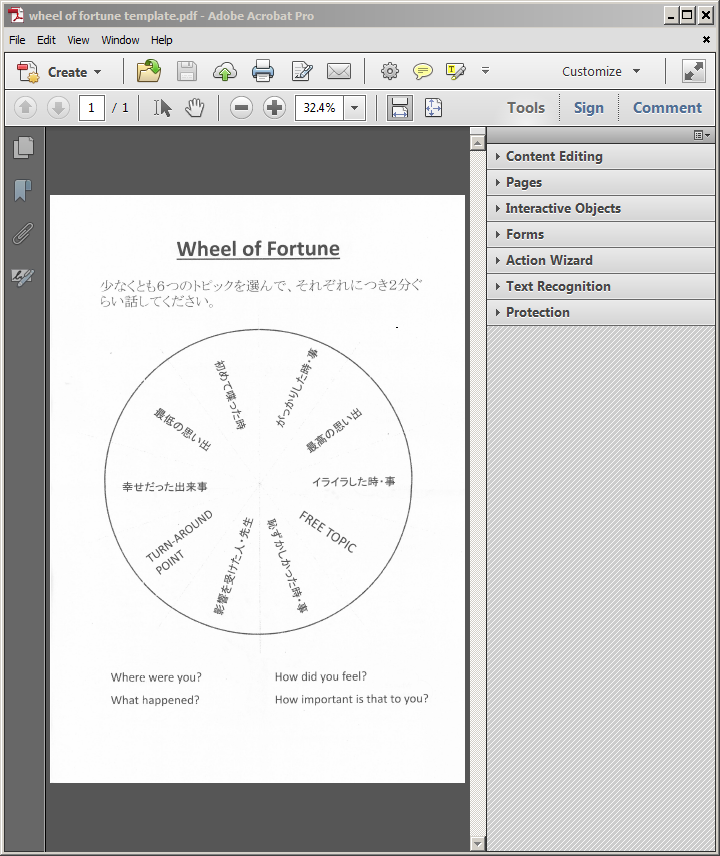 wheel of fortune template.pdf - Adobe Acrobat Pro
File Edit View Window Help
Create
Customize
1 / 1
32.4%
Tools Sign Comment
Content Editing
Pages
Interactive Objects
Forms
Action Wizard
Text Recognition
Protection
Wheel of Fortune
少なくとも6つのトピックを選んで、それぞれにつき2分ぐ
らい話してください。
初めて喋った時
がっかりした時・事
最低の思い出
最高の思い出
幸せだった出来事
イライラした時・事
TURN-AROUND
POINT
影響を受けた人・先生
恥ずかしかった時・事
FREE TOPIC
Where were you?
How did you feel?
What happened?
How important is that to you?